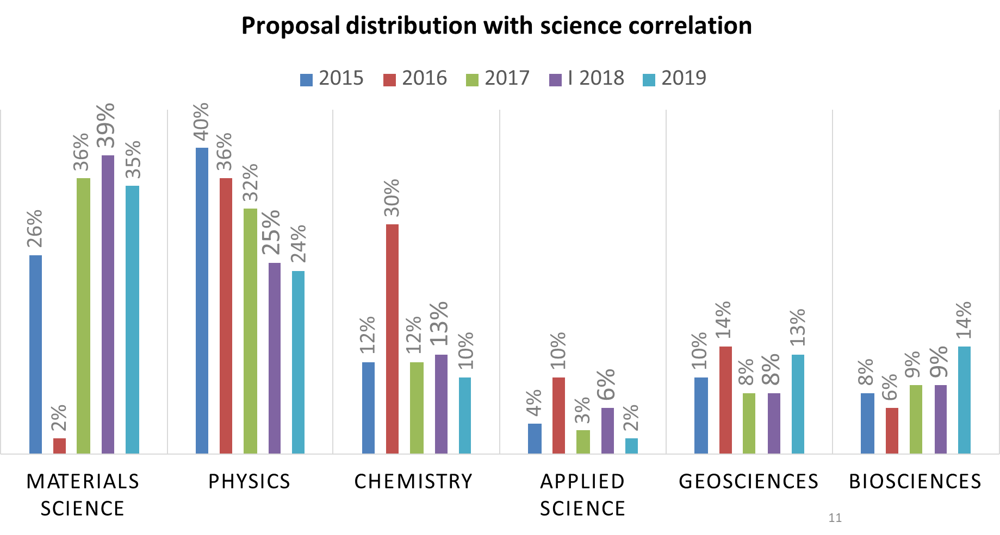 Proposal distribution with science correlation
2015 2016 2017 I 2018 2019
26% 2% 36% 39% 35%
40% 36% 32% 25% 24%
12% 30% 12% 13% 10%
4% 10% 3% 6% 2%
10% 14% 8% 8% 13%
8% 6% 9% 9% 14%
MATERIALS
SCIENCE
PHYSICS
CHEMISTRY
APPLIED
SCIENCE
GEOSCIENCES
BIOSCIENCES
11